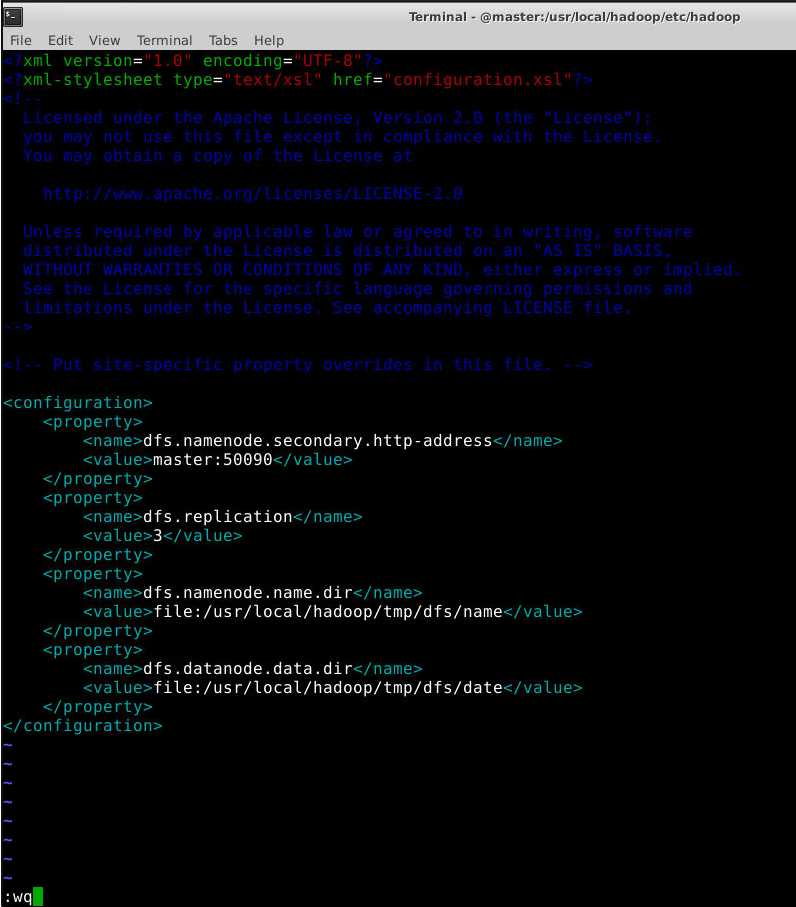 Terminal - @master:/usr/local/hadoop/etc/hadoop
File Edit View Terminal Tabs Help
<?xml version="1.0" encoding="UTF-8"?>
<?xml-stylesheet type="text/xsl" href="configuration.xsl"?>
<!--
  Licensed under the Apache License, Version 2.0 (the "License");
  you may not use this file except in compliance with the License.
  You may obtain a copy of the License at

    http://www.apache.org/licenses/LICENSE-2.0

  Unless required by applicable law or agreed to in writing, software
  distributed under the License is distributed on an "AS IS" BASIS,
  WITHOUT WARRANTIES OR CONDITIONS OF ANY KIND, either express or implied.
  See the License for the specific language governing permissions and
  limitations under the License. See accompanying LICENSE file.
-->

<!-- Put site-specific property overrides in this file. -->

<configuration>
    <property>
        <name>dfs.namenode.secondary.http-address</name>
        <value>master:50090</value>
    </property>
    <property>
        <name>dfs.replication</name>
        <value>3</value>
    </property>
    <property>
        <name>dfs.namenode.name.dir</name>
        <value>file:/usr/local/hadoop/tmp/dfs/name</value>
    </property>
    <property>
        <name>dfs.datanode.data.dir</name>
        <value>file:/usr/local/hadoop/tmp/dfs/date</value>
    </property>
</configuration>
~
~
~
~
~
~
~
~
:wq